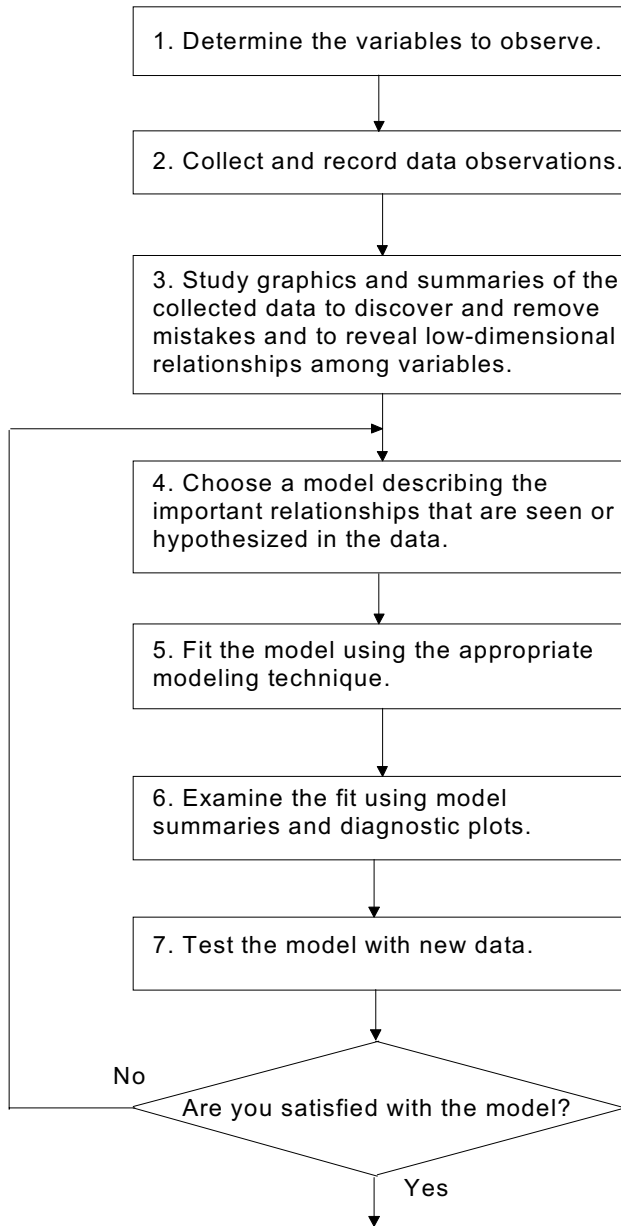 1. Determine the variables to observe.
2. Collect and record data observations.
3. Study graphics and summaries of the
collected data to discover and remove
mistakes and to reveal low-dimensional
relationships among variables.
4. Choose a model describing the
important relationships that are seen or
hypothesized in the data.
5. Fit the model using the appropriate
modeling technique.
6. Examine the fit using model
summaries and diagnostic plots.
7. Test the model with new data.
No
Are you satisfied with the model?
Yes